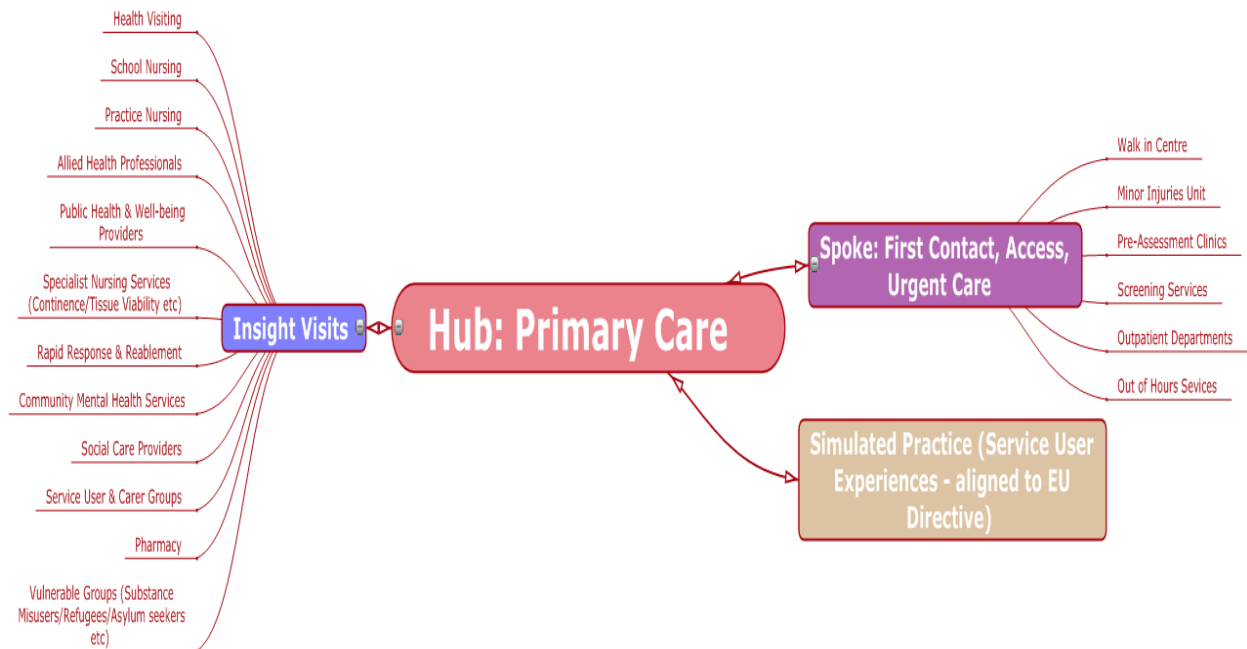 Health Visiting
School Nursing
Practice Nursing
Allied Health Professionals
Public Health & Well-being
Providers
Specialist Nursing Services
(Continence/Tissue Viability etc)
Rapid Response & Reablement
Community Mental Health Services
Social Care Providers
Service User & Carer Groups
Pharmacy
Vulnerable Groups (Substance
Misusers/Refugees/Asylum seekers
etc)
Insight Visits
Hub: Primary Care
Spoke: First Contact, Access,
Urgent Care
Walk in Centre
Minor Injuries Unit
Pre-Assessment Clinics
Screening Services
Outpatient Departments
Out of Hours Sevices
Simulated Practice (Service User
Experiences - aligned to EU
Directive)